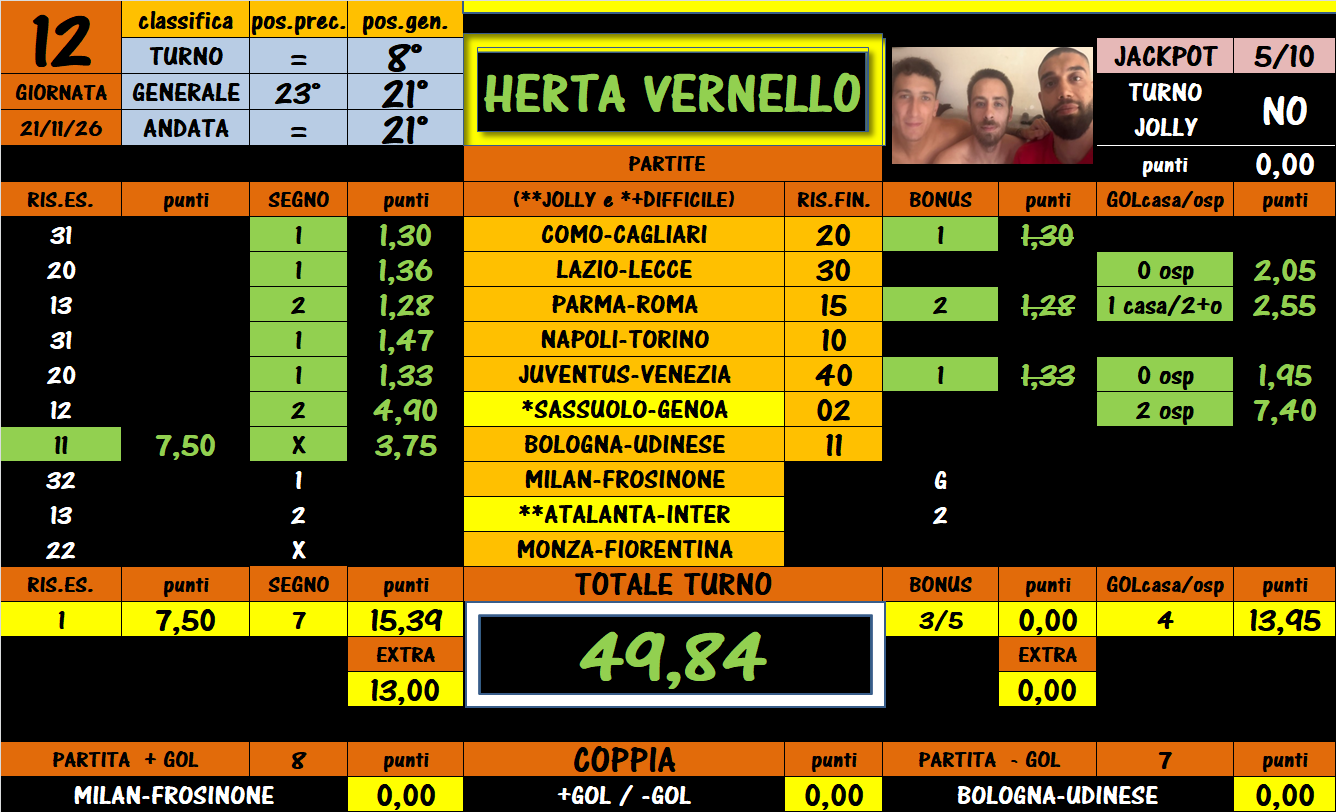 12 classifica pos.prec. pos.gen.
TURNO = 8°
GIORNATA GENERALE 23° 21°
21/11/26 ANDATA = 21°
HERTA VERNELLO
JACKPOT 5/10
TURNO
JOLLY
NO
PARTITE punti 0,00
RIS.ES. punti SEGNO punti (**JOLLY e *+DIFFICILE) RIS.FIN. BONUS punti GOLcasa/osp punti
31 1 1,30 COMO-CAGLIARI 20 1 1,30
20 1 1,36 LAZIO-LECCE 30 0 osp 2,05
13 2 1,28 PARMA-ROMA 15 2 1,28 1 casa/2+o 2,55
31 1 1,47 NAPOLI-TORINO 10
20 1 1,33 JUVENTUS-VENEZIA 40 1 1,33 0 osp 1,95
12 2 4,90 *SASSUOLO-GENOA 02 2 osp 7,40
11 7,50 X 3,75 BOLOGNA-UDINESE 11
32 1 MILAN-FROSINONE G
13 2 **ATALANTA-INTER 2
22 X MONZA-FIORENTINA
RIS.ES. punti SEGNO punti TOTALE TURNO BONUS punti GOLcasa/osp punti
1 7,50 7 15,39 49,84 3/5 0,00 4 13,95
EXTRA EXTRA
13,00 0,00
PARTITA + GOL 8 punti COPPIA punti PARTITA - GOL 7 punti
MILAN-FROSINONE 0,00 +GOL / -GOL 0,00 BOLOGNA-UDINESE 0,00